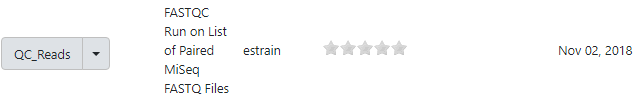 QC_Reads
FASTQC
Run on List
of Paired
MiSeq
FASTQ Files
estrain
Nov 02, 2018